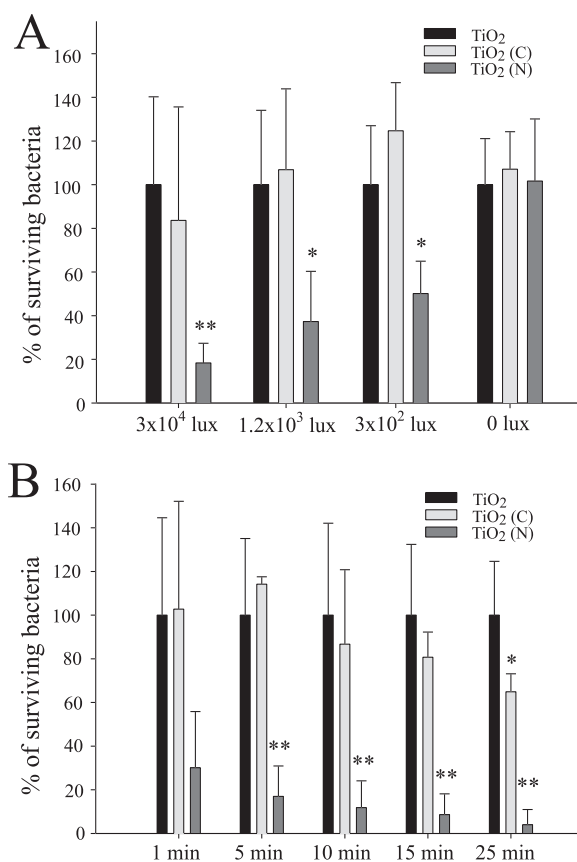 A
TiO2
TiO2 (C)
TiO2 (N)
% of surviving bacteria
160
140
120
100
80
60
40
20
0
**
*
*
3x10^4 lux
1.2x10^3 lux
3x10^2 lux
0 lux
B
TiO2
TiO2 (C)
TiO2 (N)
% of surviving bacteria
160
140
120
100
80
60
40
20
0
**
**
**
*
**
1 min
5 min
10 min
15 min
25 min